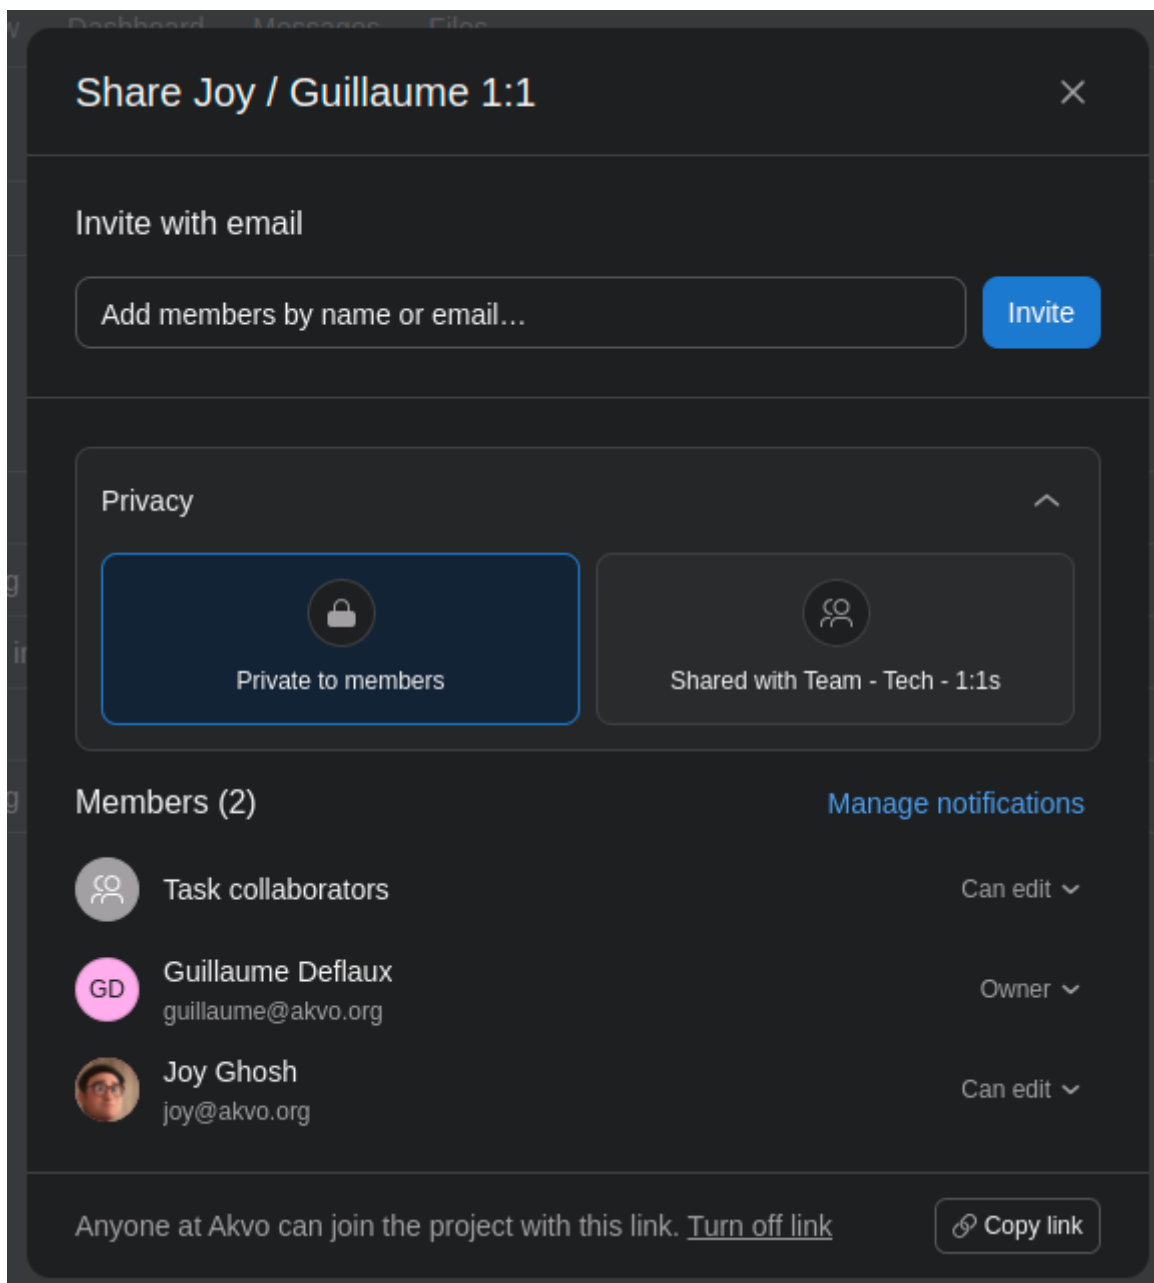 Dashboard Messages Files
Share Joy / Guillaume 1:1
Invite with email
Add members by name or email...
Invite
Privacy
Private to members
Shared with Team - Tech - 1:1s
Members (2)
Manage notifications
Task collaborators
Can edit
GD
Guillaume Deflaux
guillaume@akvo.org
Owner
Joy Ghosh
joy@akvo.org
Can edit
Anyone at Akvo can join the project with this link. Turn off link
Copy link